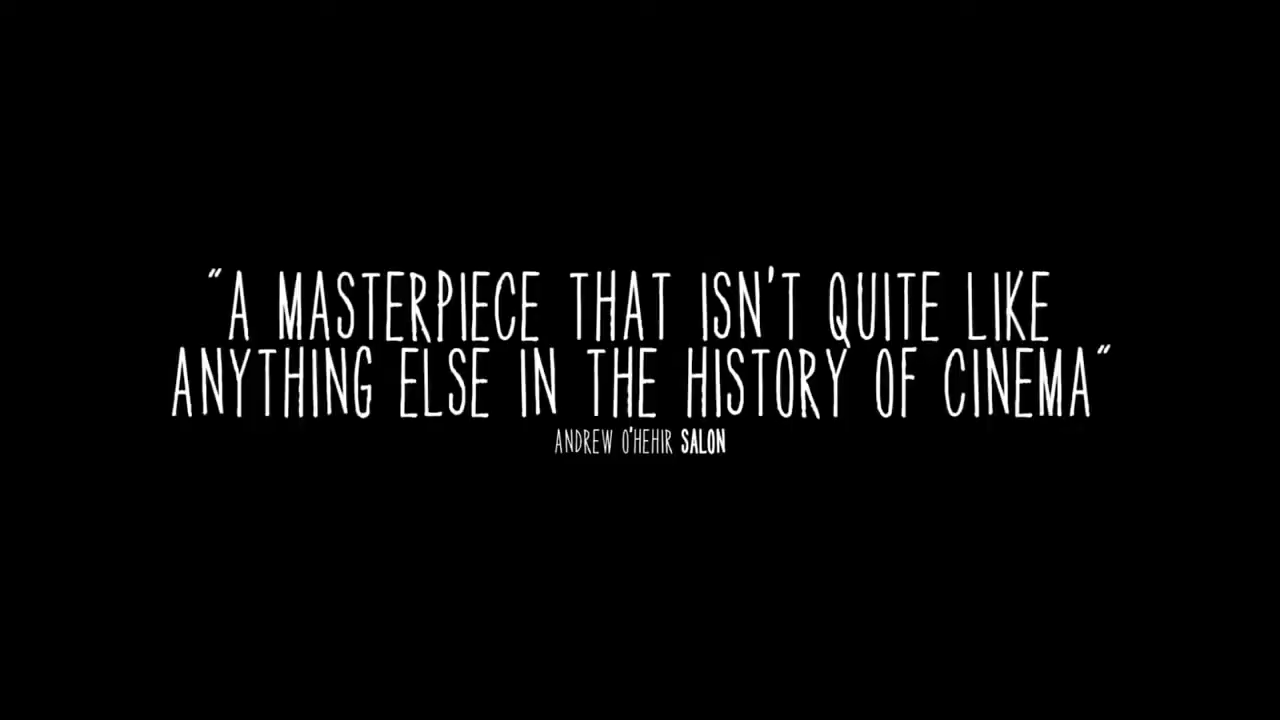 "A MASTERPIECE THAT ISN'T QUITE LIKE
ANYTHING ELSE IN THE HISTORY OF CINEMA"
ANDREW O'HEHIR SALON